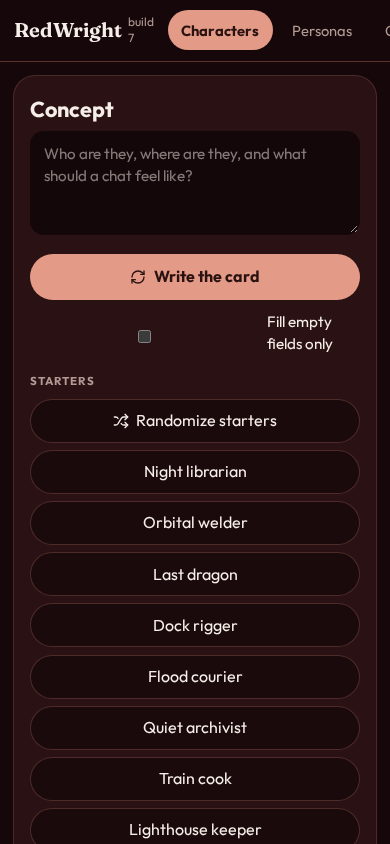 RedWright build 7 Characters Personas
Concept
Who are they, where are they, and what
should a chat feel like?
Write the card
Fill empty
fields only
STARTERS
Randomize starters
Night librarian
Orbital welder
Last dragon
Dock rigger
Flood courier
Quiet archivist
Train cook
Lighthouse keeper